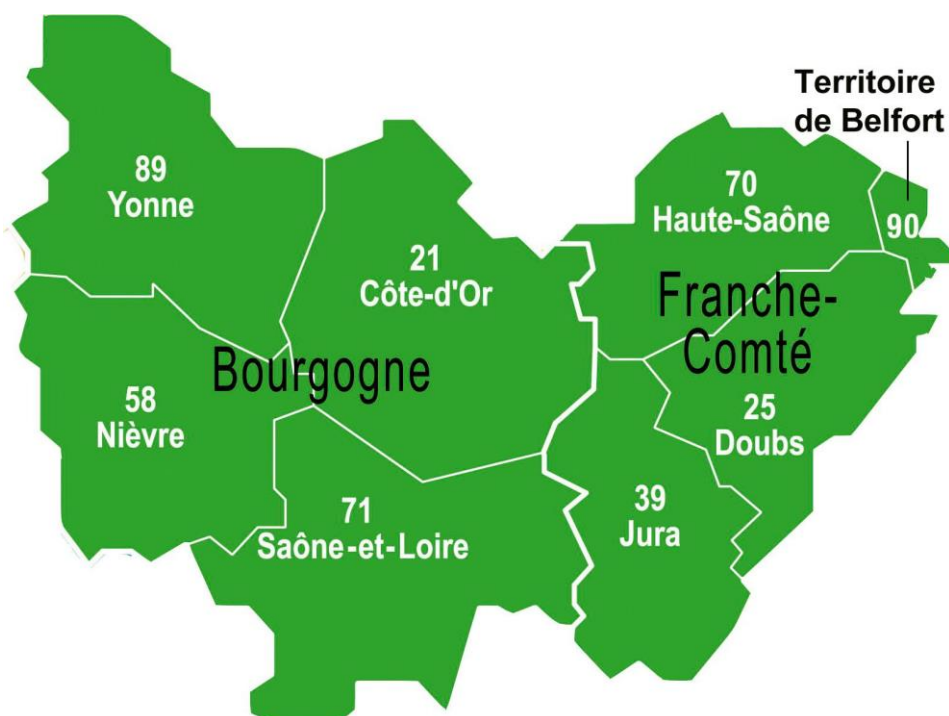 Territoire
de Belfort
89
Yonne
70
Haute-Saône
90
21
Côte-d'Or
Franche-
Comté
Bourgogne
58
Nièvre
25
Doubs
71
Saône-et-Loire
39
Jura